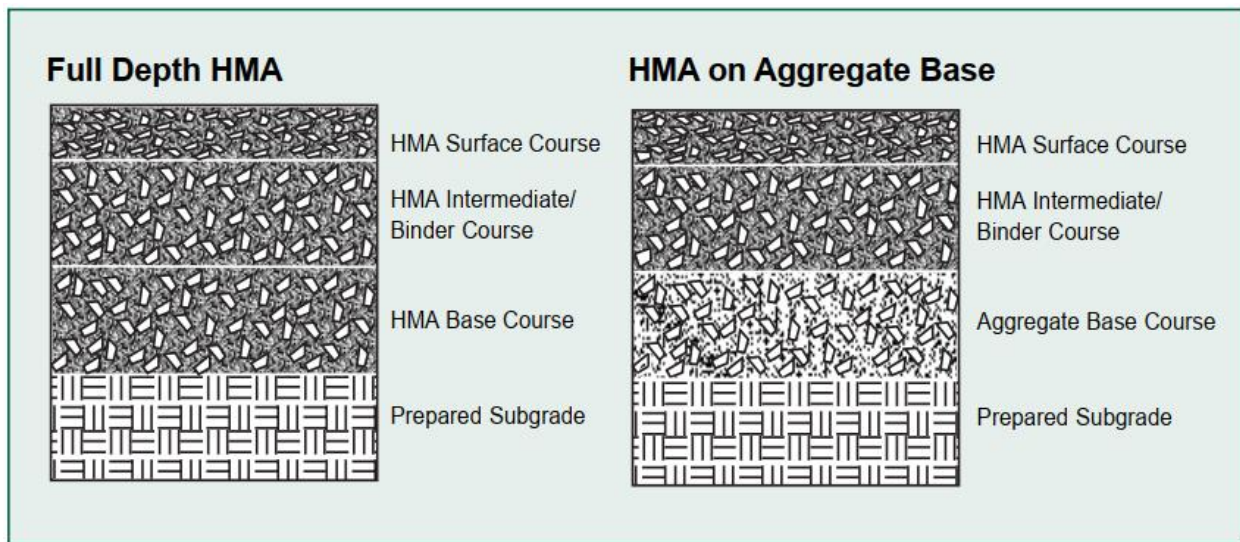 Full Depth HMA
HMA Surface Course
HMA Intermediate/
Binder Course
HMA Base Course
Prepared Subgrade
HMA on Aggregate Base
HMA Surface Course
HMA Intermediate/
Binder Course
Aggregate Base Course
Prepared Subgrade